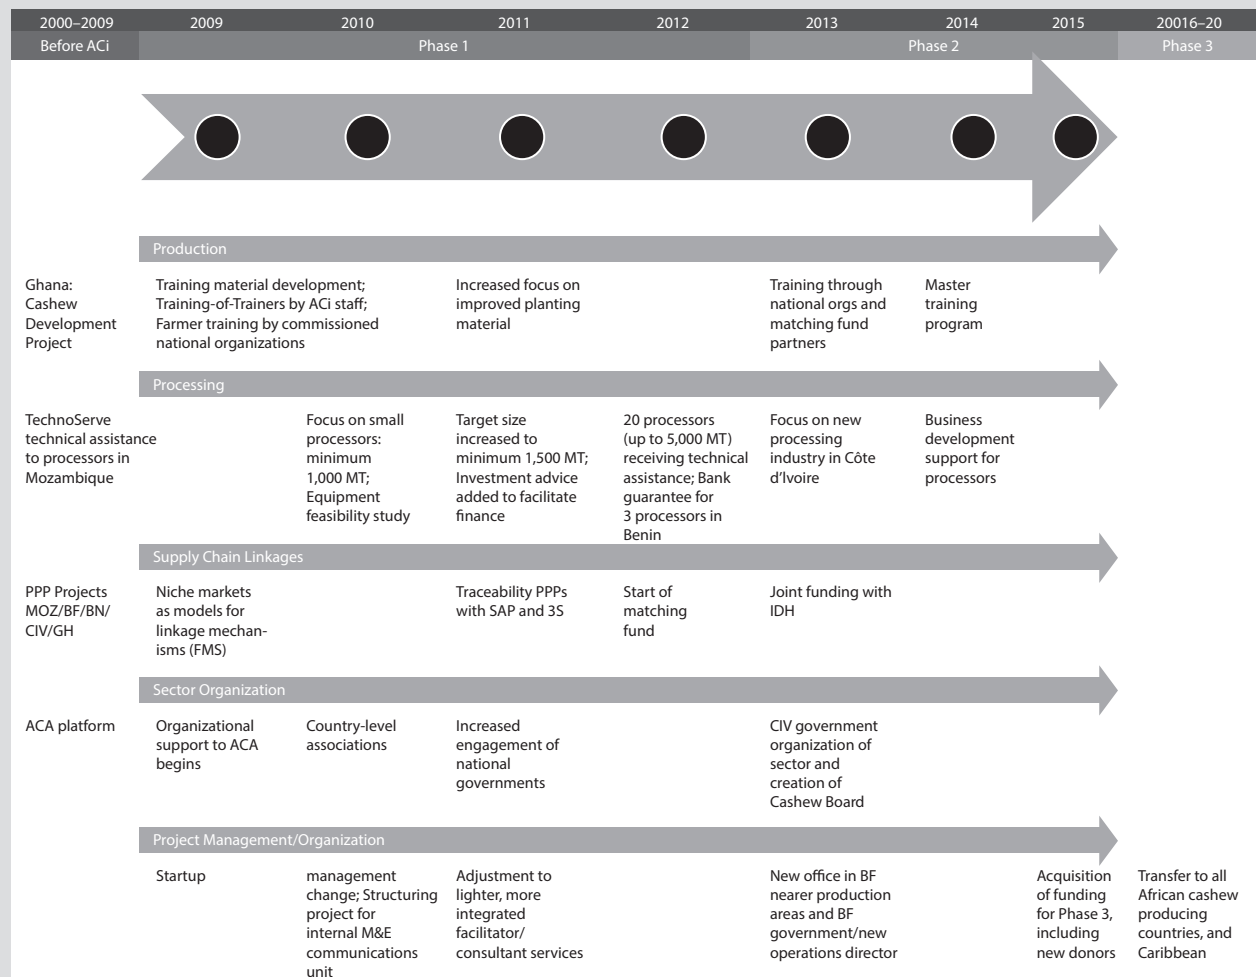 2000–2009
2009
2010
2011
2012
2013
2014
2015
20016–20
Before ACi
Phase 1
Phase 2
Phase 3
Production
Ghana:
Cashew
Development
Project
Training material development;
Training-of-Trainers by ACi staff;
Farmer training by commissioned
national organizations
Increased focus on
improved planting
material
Training through
national orgs and
matching fund
partners
Master
training
program
Processing
TechnoServe
technical assistance
to processors in
Mozambique
Focus on small
processors:
minimum
1,000 MT;
Equipment
feasibility study
Target size
increased to
minimum 1,500 MT;
Investment advice
added to facilitate
finance
20 processors
(up to 5,000 MT)
receiving technical
assistance; Bank
guarantee for
3 processors in
Benin
Focus on new
processing
industry in Côte
d'Ivoire
Business
development
support for
processors
Supply Chain Linkages
PPP Projects
MOZ/BF/BN/
CIV/GH
Niche markets
as models for
linkage mechan-
isms (FMS)
Traceability PPPs
with SAP and 3S
Start of
matching
fund
Joint funding with
IDH
Sector Organization
ACA platform
Organizational
support to ACA
begins
Country-level
associations
Increased
engagement of
national
governments
CIV government
organization of
sector and
creation of
Cashew Board
Project Management/Organization
Startup
management
change; Structuring
project for
internal M&E
communications
unit
Adjustment to
lighter, more
integrated
facilitator/
consultant services
New office in BF
nearer production
areas and BF
government/new
operations director
Acquisition
of funding
for Phase 3,
including
new donors
Transfer to all
African cashew
producing
countries, and
Caribbean